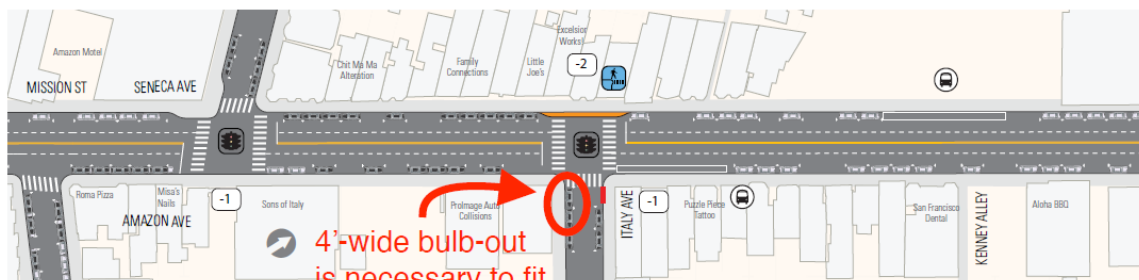 Excelsior
Works!
Amazon Motel
Chit Ma Ma
Alteration
Family
Connections
Little
Joe's
-2
MISSION ST
SENECA AVE
Roma Pizza
Misa's
Nails
-1
AMAZON AVE
Sons of Italy
ProImage Auto
Collisions
ITALY AVE
-1
Puzzle Piece
Tattoo
San Francisco
Dental
KENNEY ALLEY
Aloha BBQ
4'-wide bulb-out
is necessary to fit